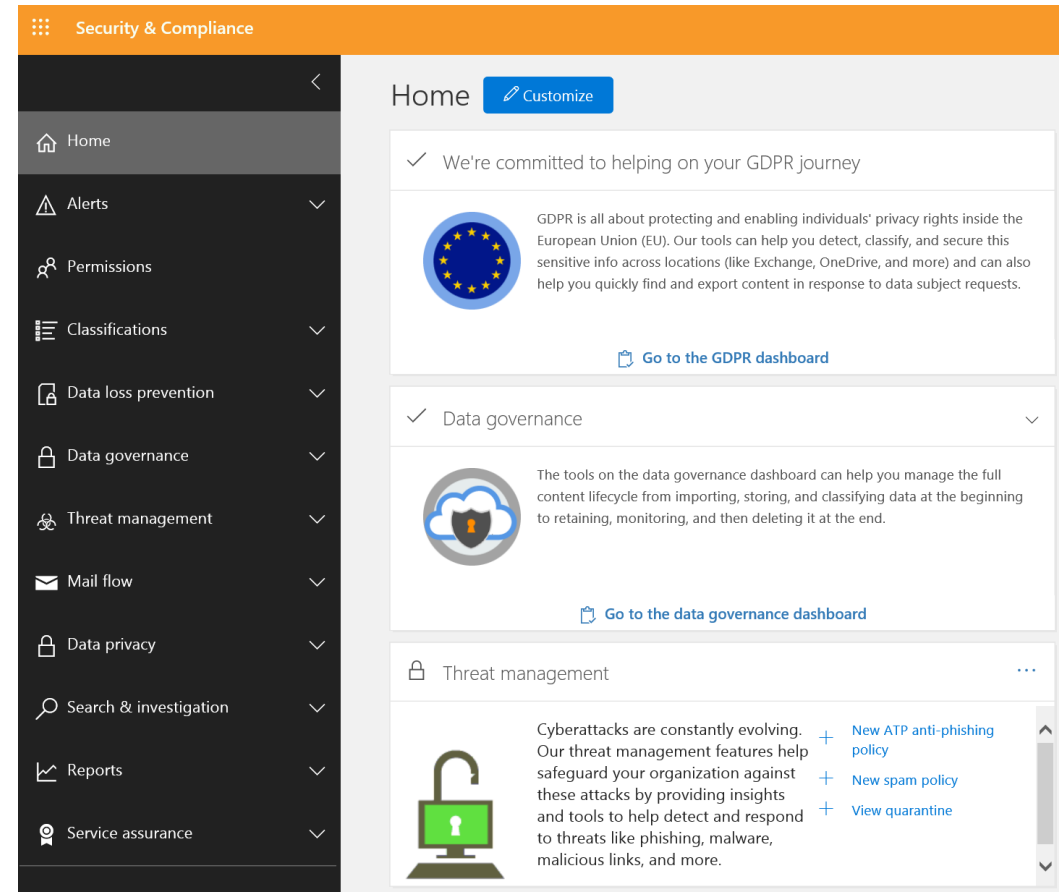 Security & Compliance
Home
Alerts
Permissions
Classifications
Data loss prevention
Data governance
Threat management
Mail flow
Data privacy
Search & investigation
Reports
Service assurance
Home
Customize
We're committed to helping on your GDPR journey
GDPR is all about protecting and enabling individuals' privacy rights inside the
European Union (EU). Our tools can help you detect, classify, and secure this
sensitive info across locations (like Exchange, OneDrive, and more) and can also
help you quickly find and export content in response to data subject requests.
Go to the GDPR dashboard
Data governance
The tools on the data governance dashboard can help you manage the full
content lifecycle from importing, storing, and classifying data at the beginning
to retaining, monitoring, and then deleting it at the end.
Go to the data governance dashboard
Threat management
Cyberattacks are constantly evolving.
Our threat management features help
safeguard your organization against
these attacks by providing insights
and tools to help detect and respond
to threats like phishing, malware,
malicious links, and more.
New ATP anti-phishing
policy
New spam policy
View quarantine